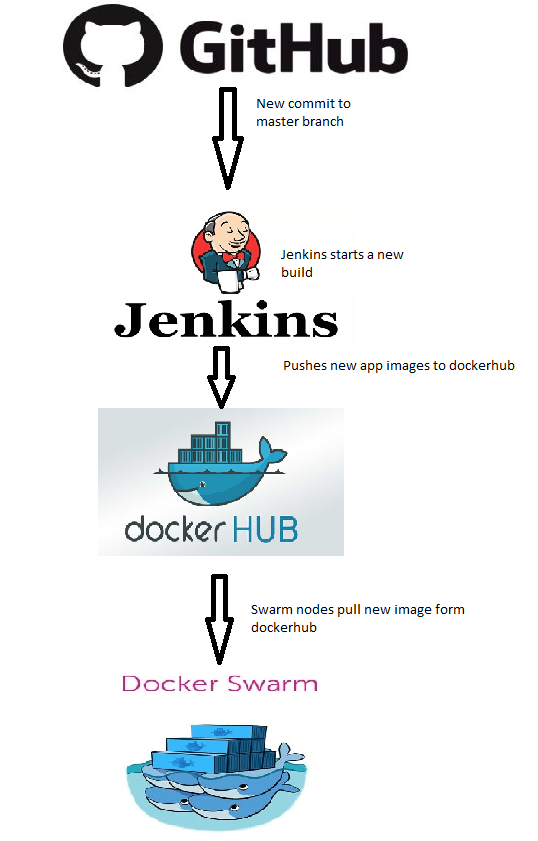 GitHub
New commit to
master branch
Jenkins starts a new
build
Jenkins
Pushes new app images to dockerhub
docker HUB
Swarm nodes pull new image form
dockerhub
Docker Swarm